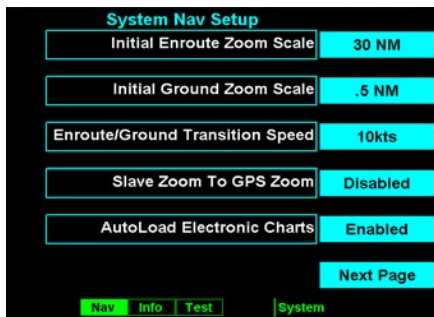 System Nav Setup
Initial Enroute Zoom Scale 30 NM
Initial Ground Zoom Scale .5 NM
Enroute/Ground Transition Speed 10kts
Slave Zoom To GPS Zoom Disabled
AutoLoad Electronic Charts Enabled
Next Page
Nav Info Test System